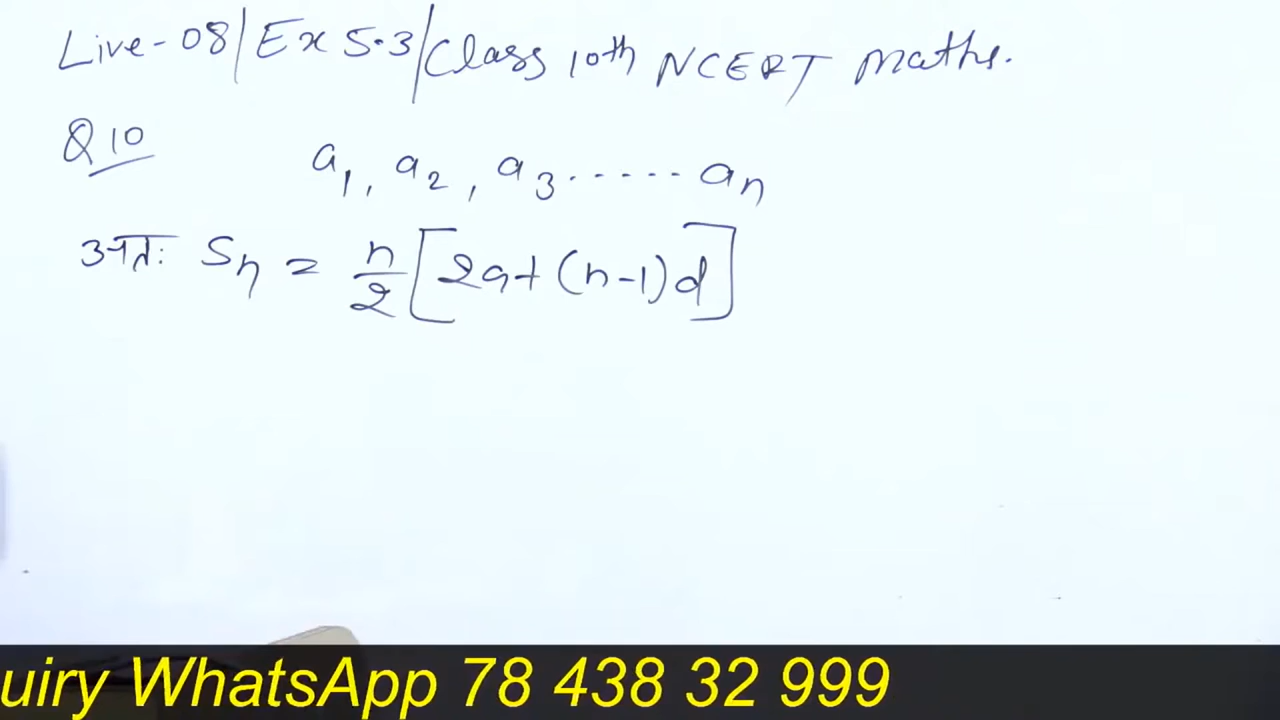 Live-08/Ex 5.3/Class 10th NCERT Maths.
Q10
a1, a2, a3 ...... an
अतः Sn = n/2 [2a+(n-1)d]
uiry WhatsApp 78 438 32 999